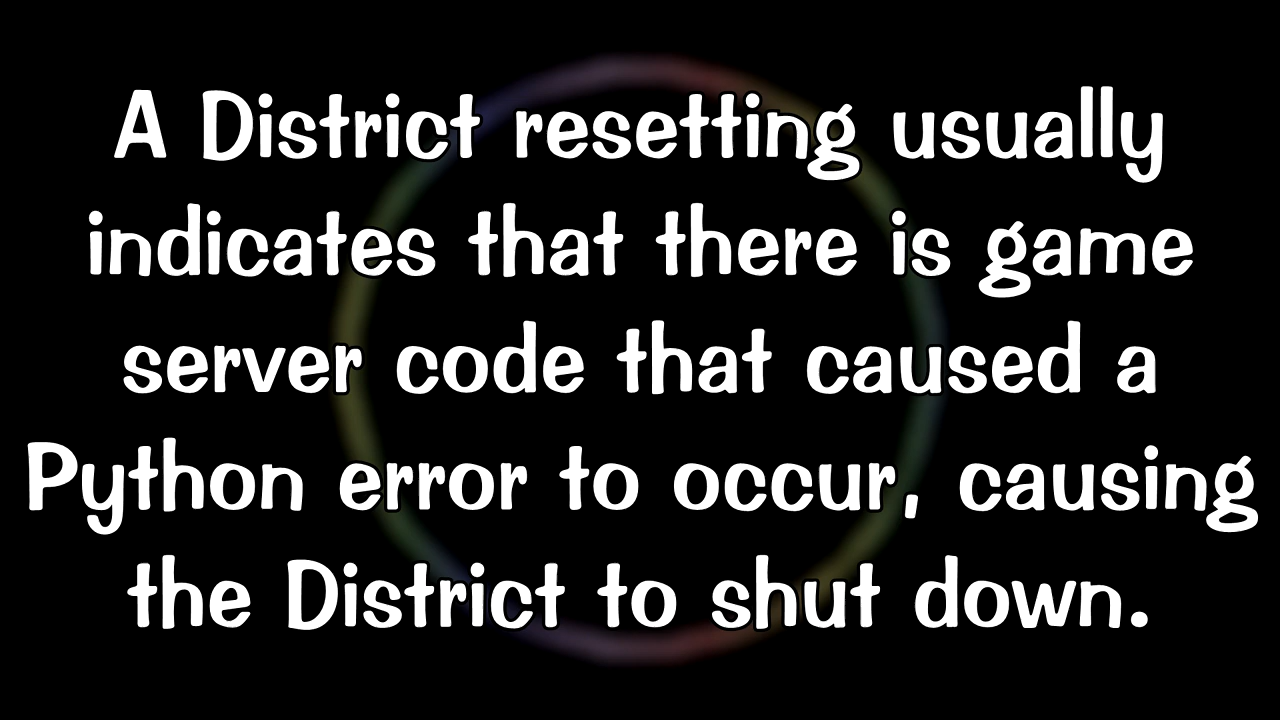 A District resetting usually
indicates that there is game
server code that caused a
Python error to occur, causing
the District to shut down.